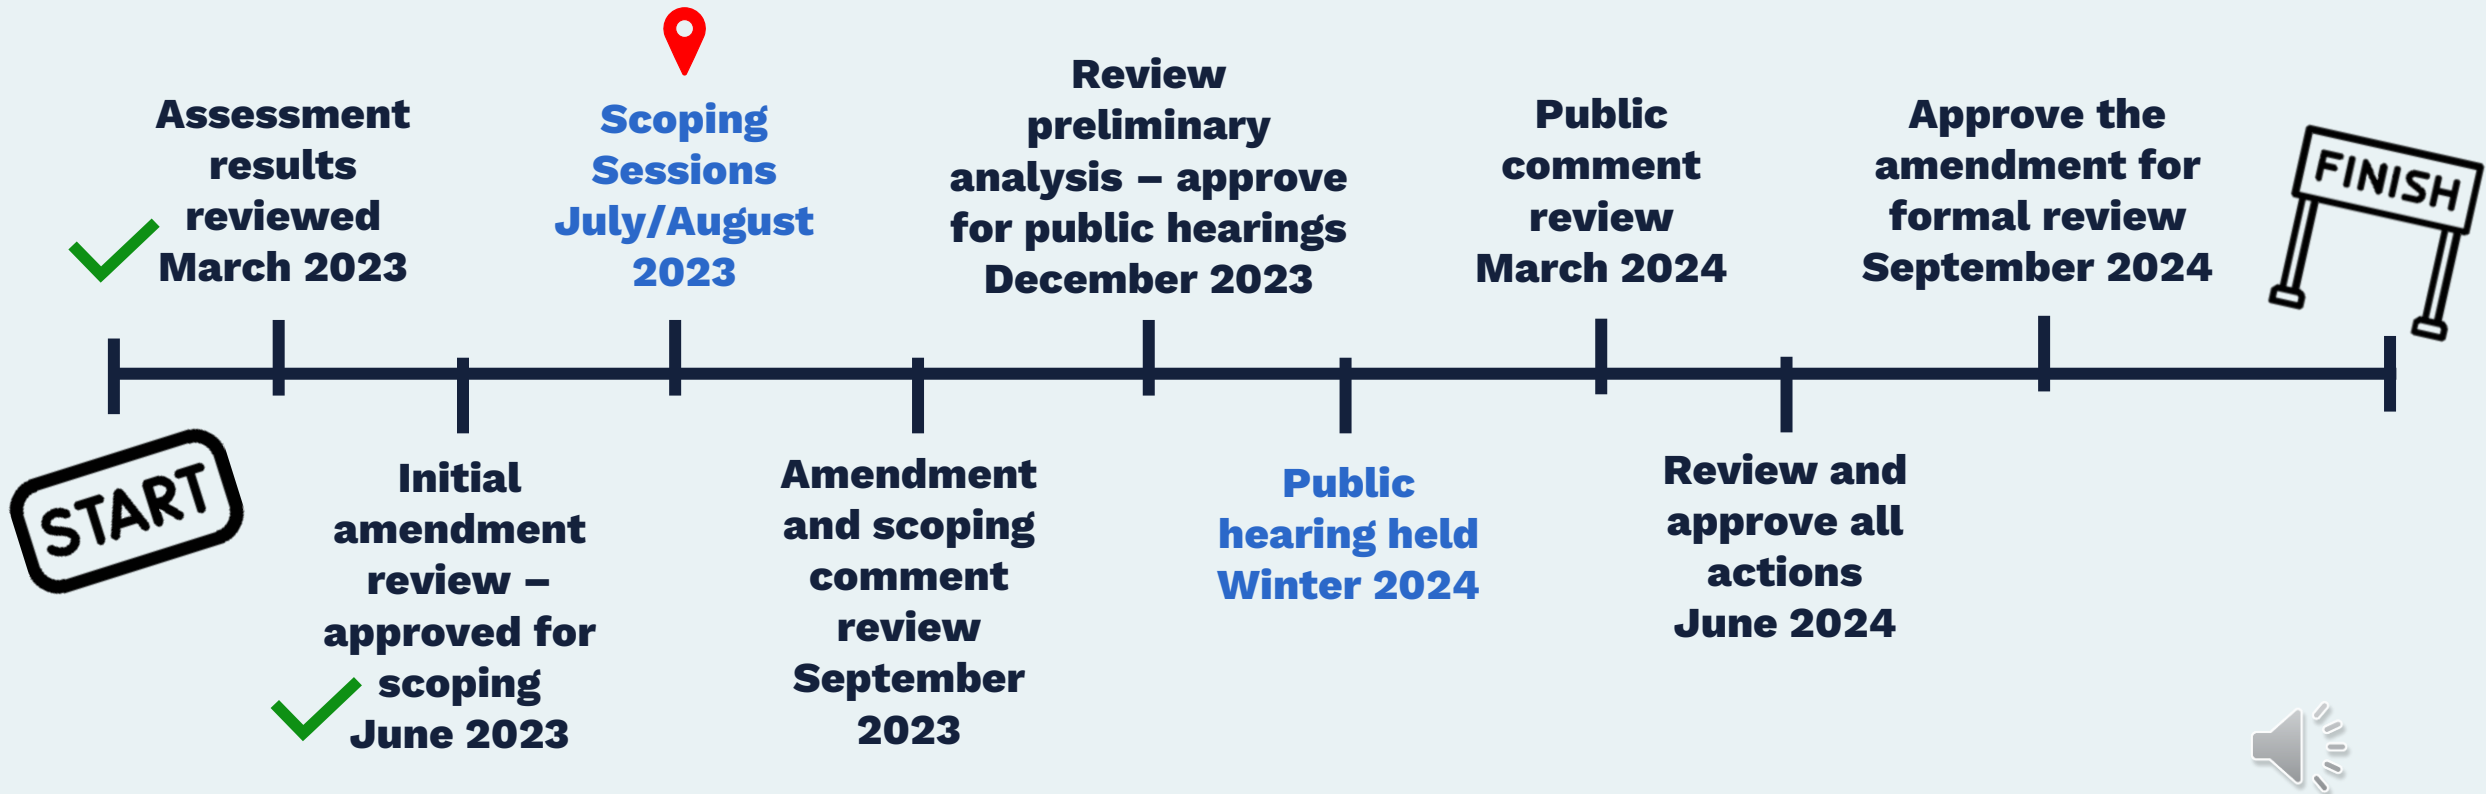 Assessment
results
reviewed
March 2023
Scoping
Sessions
July/August
2023
Review
preliminary
analysis – approve
for public hearings
December 2023
Public
comment
review
March 2024
Approve the
amendment for
formal review
September 2024
FINISH
START
Initial
amendment
review –
approved for
scoping
June 2023
Amendment
and scoping
comment
review
September
2023
Public
hearing held
Winter 2024
Review and
approve all
actions
June 2024